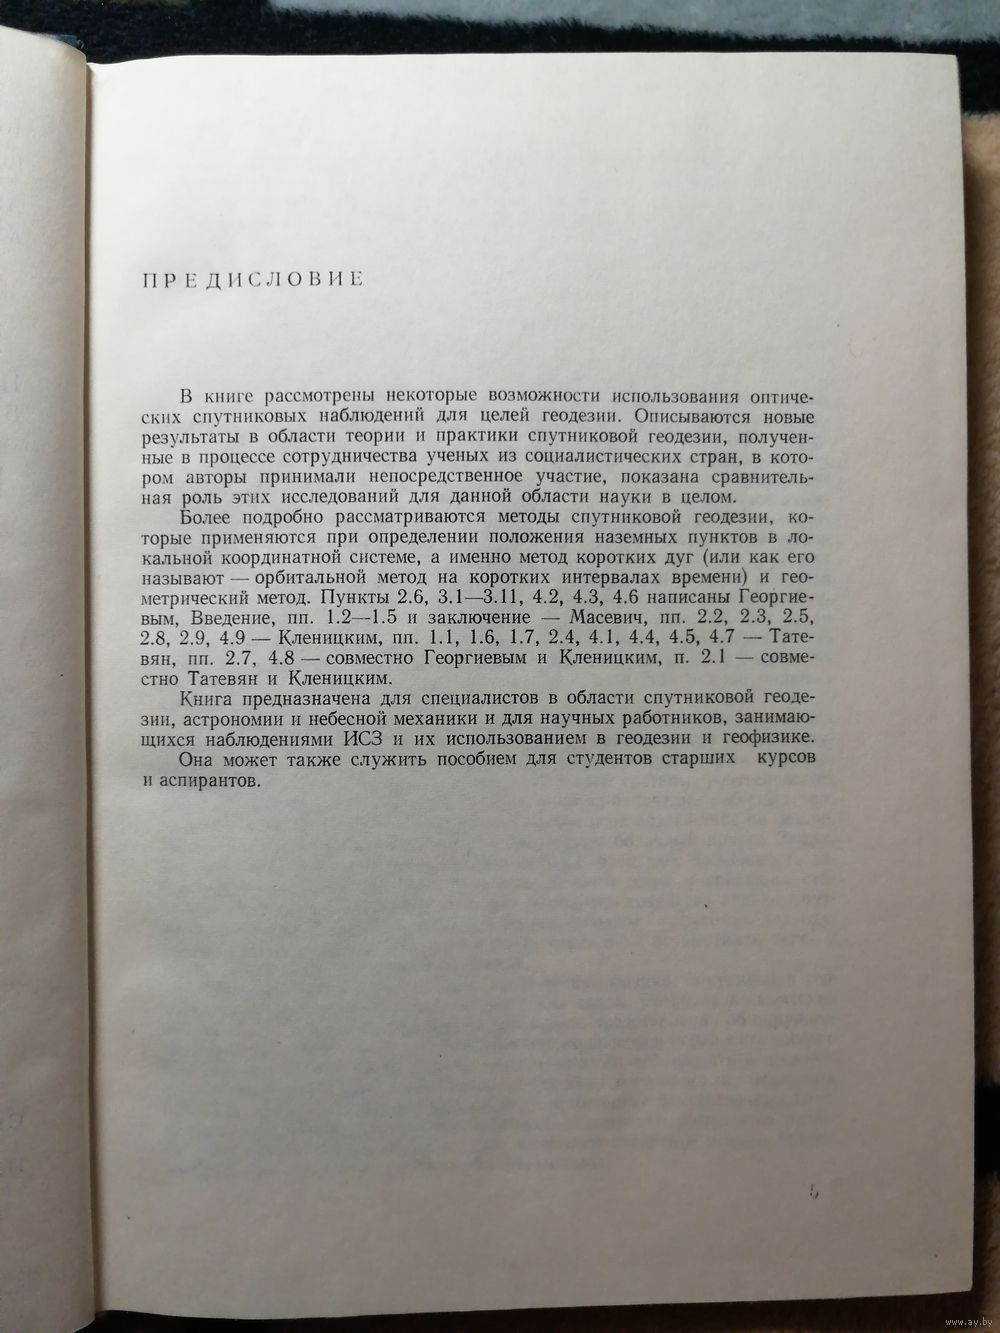 ПРЕДИСЛОВИЕ
В книге рассмотрены некоторые возможности использования оптиче-
ских спутниковых наблюдений для целей геодезии. Описываются новые
результаты в области теории и практики спутниковой геодезии, получен-
ные в процессе сотрудничества ученых из социалистических стран, в кото-
ром авторы принимали непосредственное участие, показана сравнитель-
ная роль этих исследований для данной области науки в целом.
Более подробно рассматриваются методы спутниковой геодезии, ко-
торые применяются при определении положения наземных пунктов в ло-
кальной координатной системе, а именно метод коротких дуг (или как его
называют — орбитальной метод на коротких интервалах времени) и гео-
метрический метод. Пункты 2.6, 3.1—3.11, 4.2, 4.3, 4.6 написаны Георгие-
вым, Введение, пп. 1.2—1.5 и заключение — Масевич, пп. 2.2, 2.3, 2.5,
2.8, 2.9, 4.9 — Кленицким, пп. 1.1, 1.6, 1.7, 2.4, 4.1, 4.4, 4.5, 4.7 — Тате-
вян, пп. 2.7, 4.8 — совместно Георгиевым и Кленицким, п. 2.1 — совме-
стно Татевян и Кленицким.
Книга предназначена для специалистов в области спутниковой геоде-
зии, астрономии и небесной механики и для научных работников, занимаю-
щихся наблюдениями ИСЗ и их использованием в геодезии и геофизике.
Она может также служить пособием для студентов старших курсов
и аспирантов.
www.ay.by